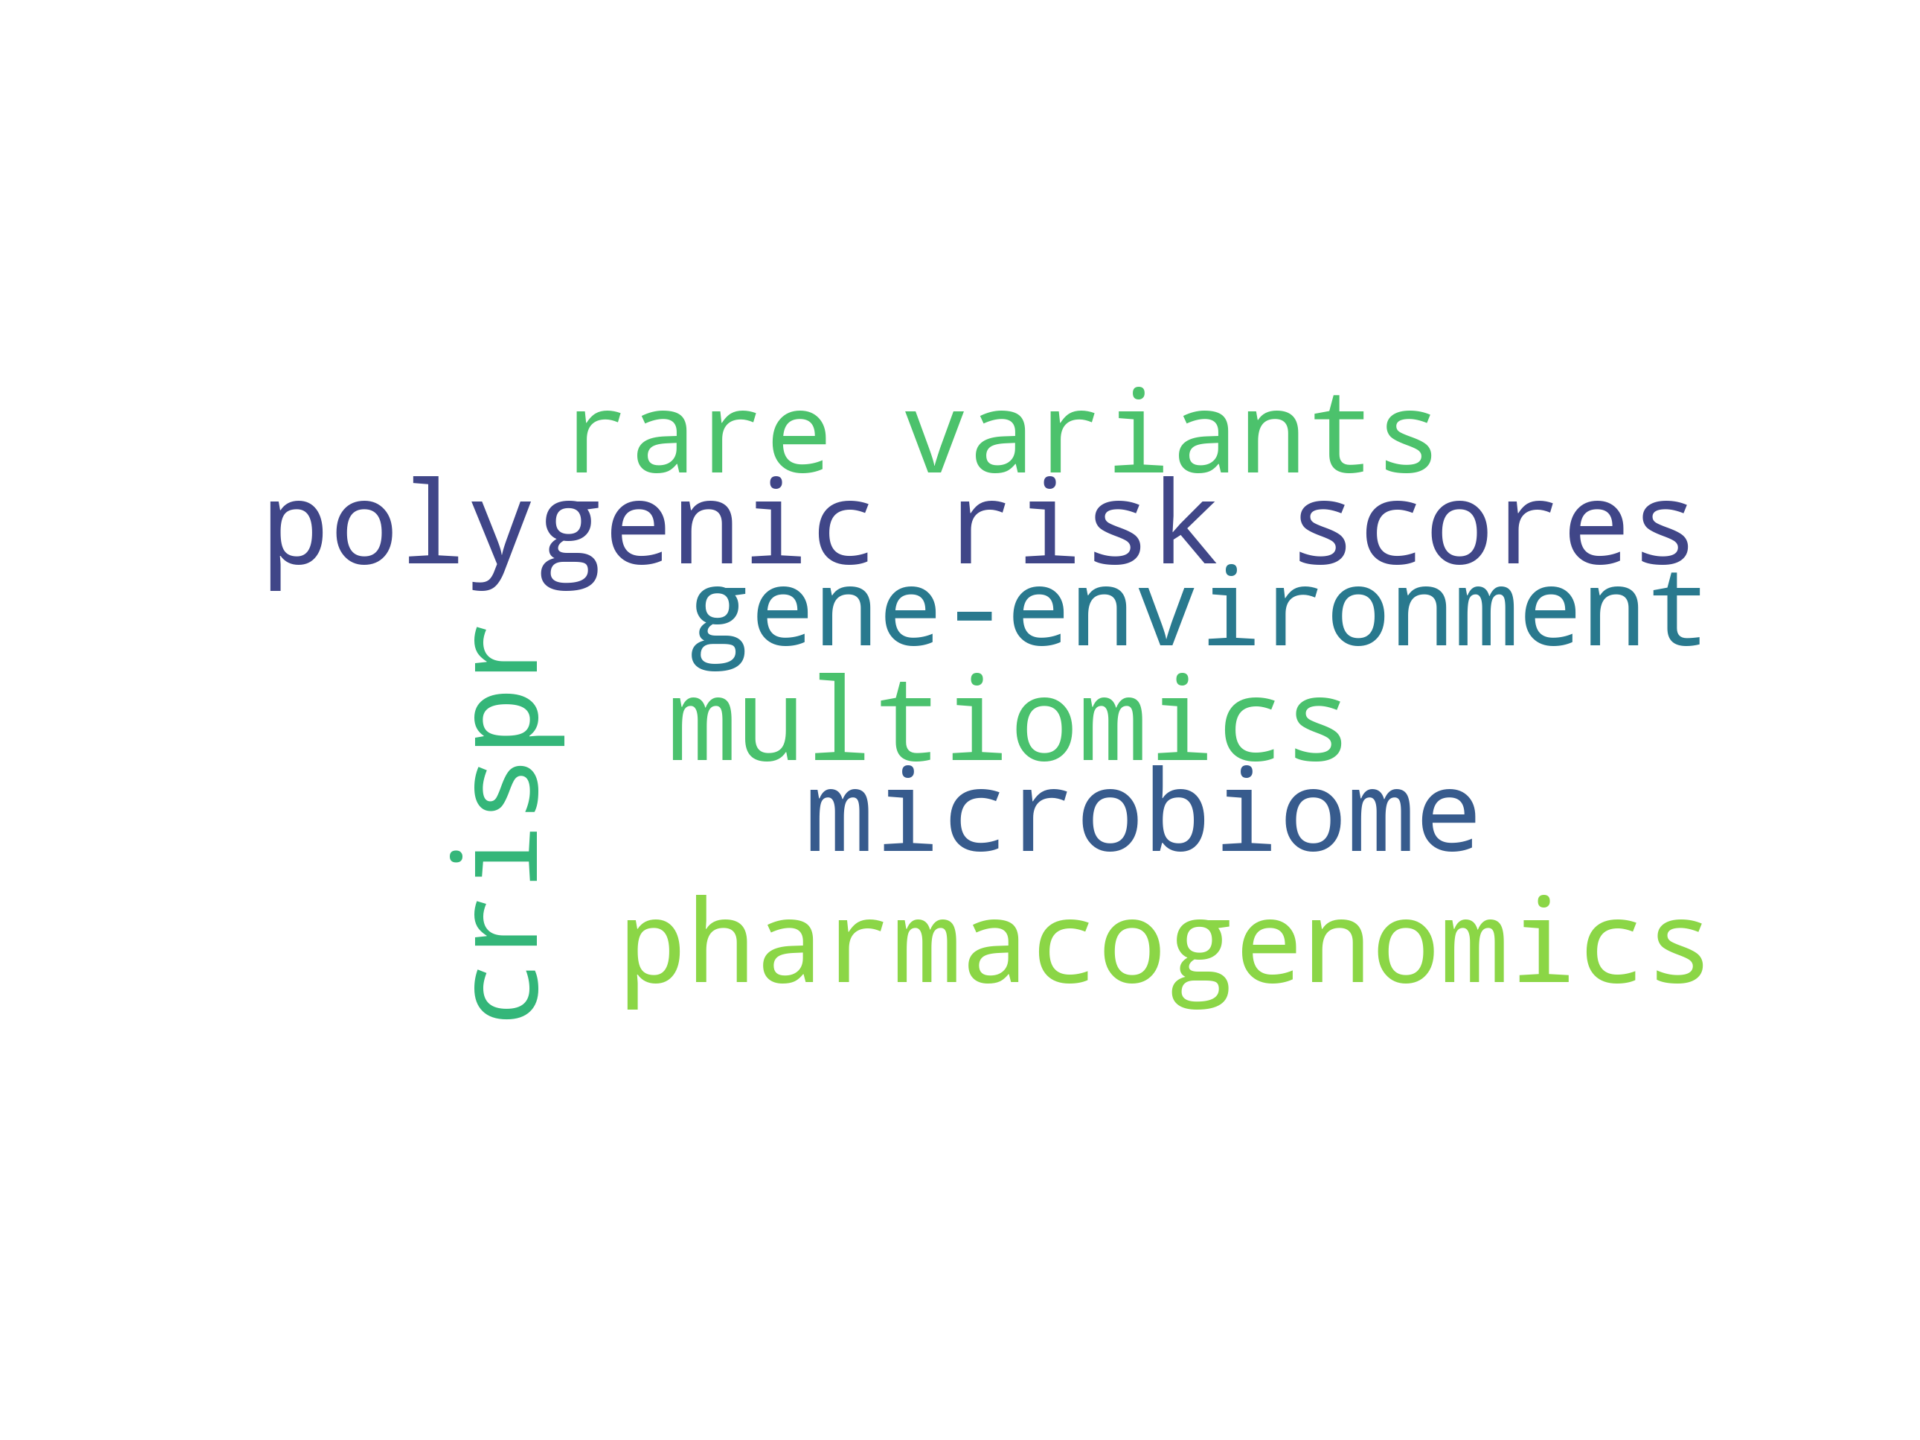 rare variants
polygenic risk scores
gene-environment
crispr
multiomics
microbiome
pharmacogenomics